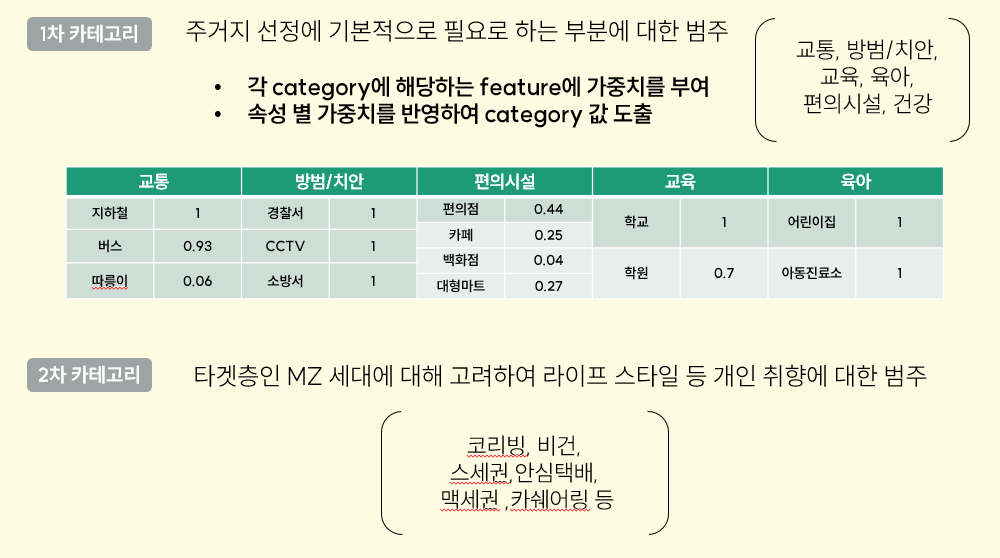 1차 카테고리
주거지 선정에 기본적으로 필요로 하는 부분에 대한 범주
교통, 방범/치안,
교육, 육아,
편의시설, 건강
• 각 category에 해당하는 feature에 가중치를 부여
• 속성 별 가중치를 반영하여 category 값 도출
교통 방범/치안 편의시설 교육 육아
지하철 1
버스 0.93
따릉이 0.06
경찰서 1
CCTV 1
소방서 1
편의점 0.44
카페 0.25
백화점 0.04
대형마트 0.27
학교 1
학원 0.7
어린이집 1
아동진료소 1
2차 카테고리
타겟층인 MZ 세대에 대해 고려하여 라이프 스타일 등 개인 취향에 대한 범주
코리빙, 비건,
스세권,안심택배,
맥세권 ,카쉐어링 등